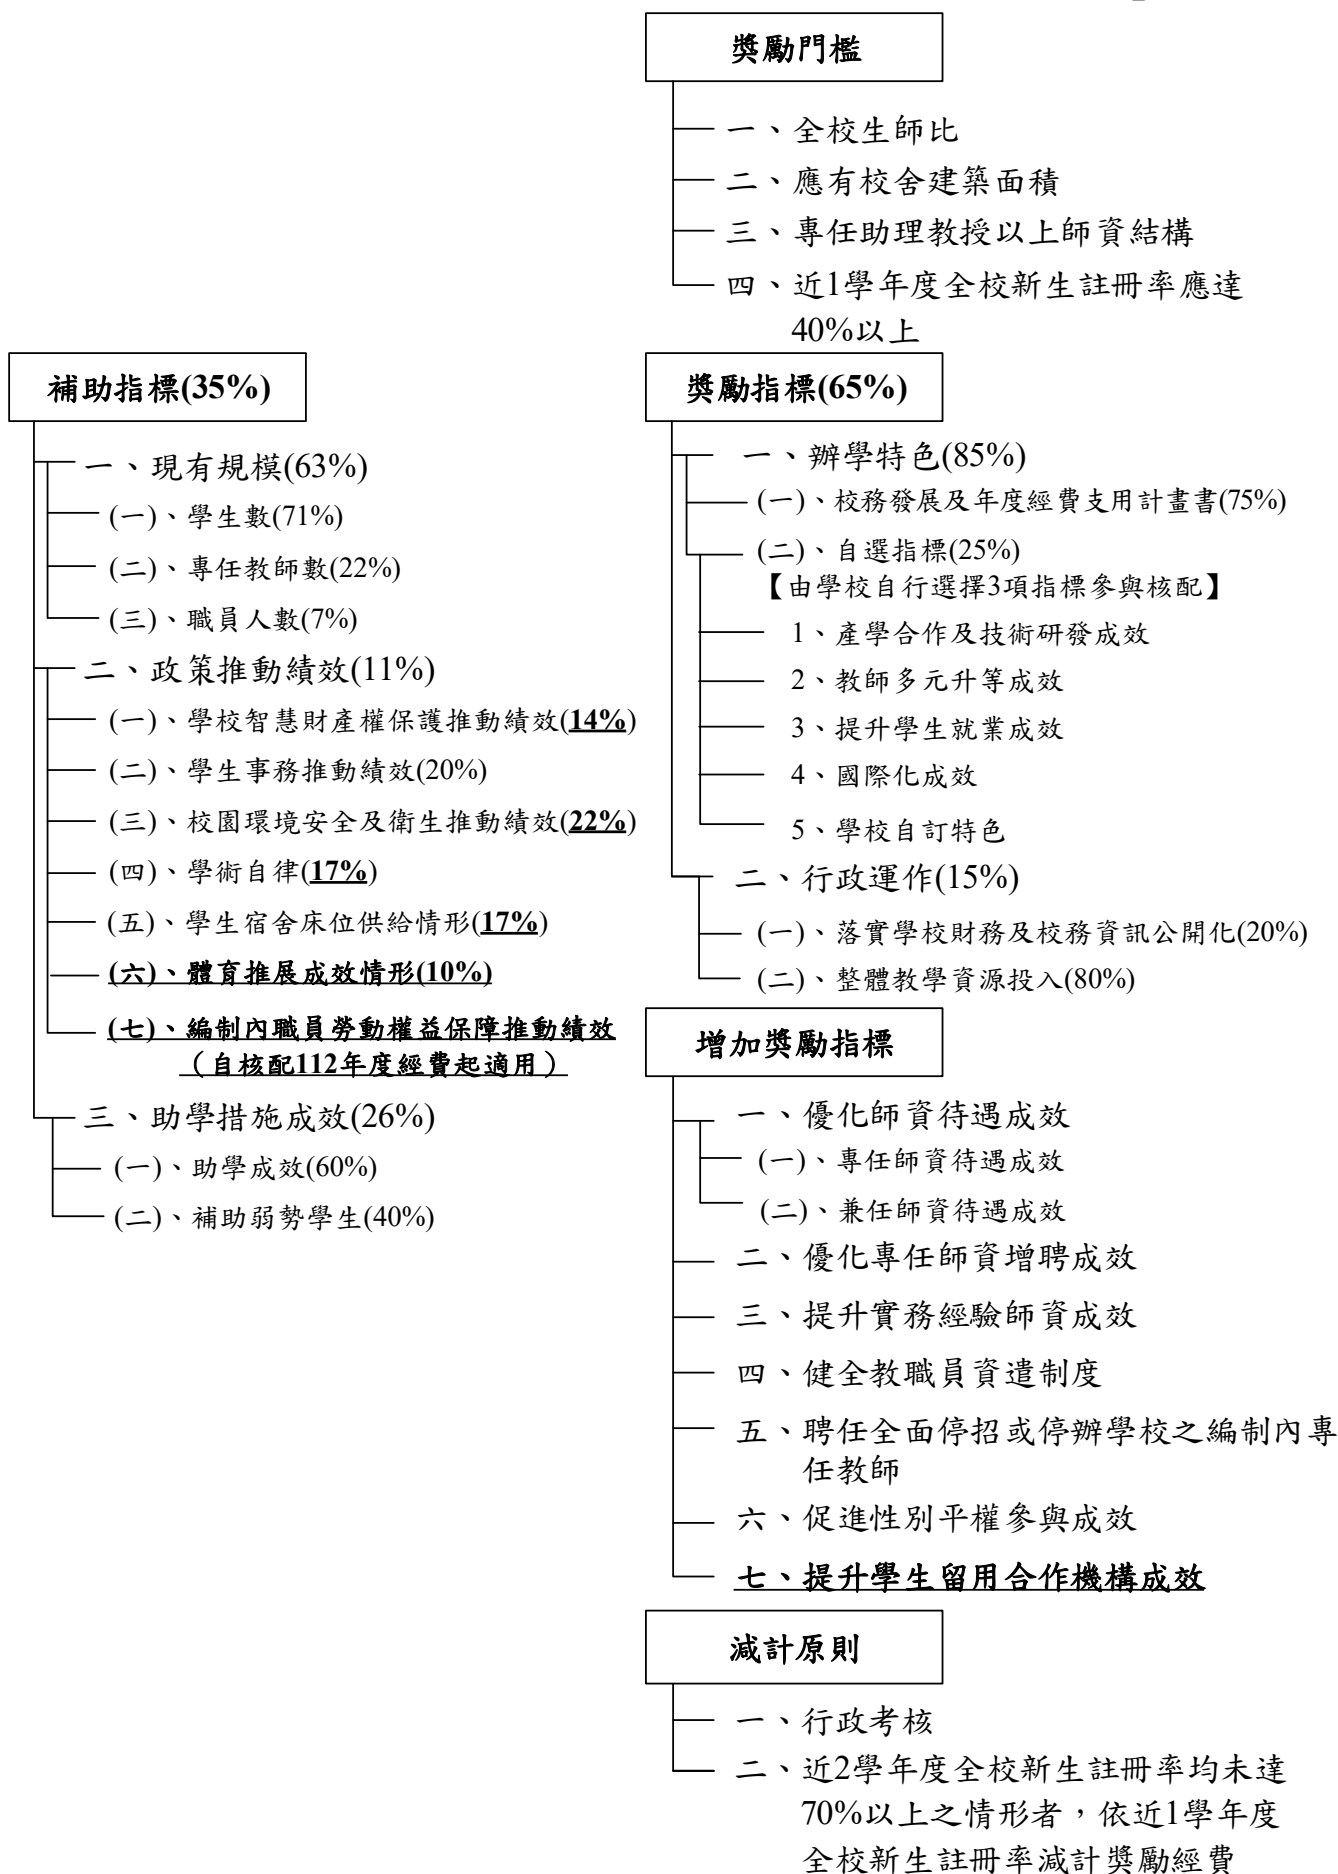 獎勵門檻
一、全校生師比
二、應有校舍建築面積
三、專任助理教授以上師資結構
四、近1學年度全校新生註冊率應達
40%以上
補助指標(35%)
一、現有規模(63%)
(一)、學生數(71%)
(二)、專任教師數(22%)
(三)、職員人數(7%)
二、政策推動績效(11%)
(一)、學校智慧財產權保護推動績效(14%)
(二)、學生事務推動績效(20%)
(三)、校園環境安全及衛生推動績效(22%)
(四)、學術自律(17%)
(五)、學生宿舍床位供給情形(17%)
(六)、體育推展成效情形(10%)
(七)、編制內職員勞動權益保障推動績效
（自核配112年度經費起適用）
三、助學措施成效(26%)
(一)、助學成效(60%)
(二)、補助弱勢學生(40%)
獎勵指標(65%)
一、辦學特色(85%)
(一)、校務發展及年度經費支用計畫書(75%)
(二)、自選指標(25%)
【由學校自行選擇3項指標參與核配】
1、產學合作及技術研發成效
2、教師多元升等成效
3、提升學生就業成效
4、國際化成效
5、學校自訂特色
二、行政運作(15%)
(一)、落實學校財務及校務資訊公開化(20%)
(二)、整體教學資源投入(80%)
增加獎勵指標
一、優化師資待遇成效
(一)、專任師資待遇成效
(二)、兼任師資待遇成效
二、優化專任師資增聘成效
三、提升實務經驗師資成效
四、健全教職員資遣制度
五、聘任全面停招或停辦學校之編制內專
任教師
六、促進性別平權參與成效
七、提升學生留用合作機構成效
減計原則
一、行政考核
二、近2學年度全校新生註冊率均未達
70%以上之情形者，依近1學年度
全校新生註冊率減計獎勵經費